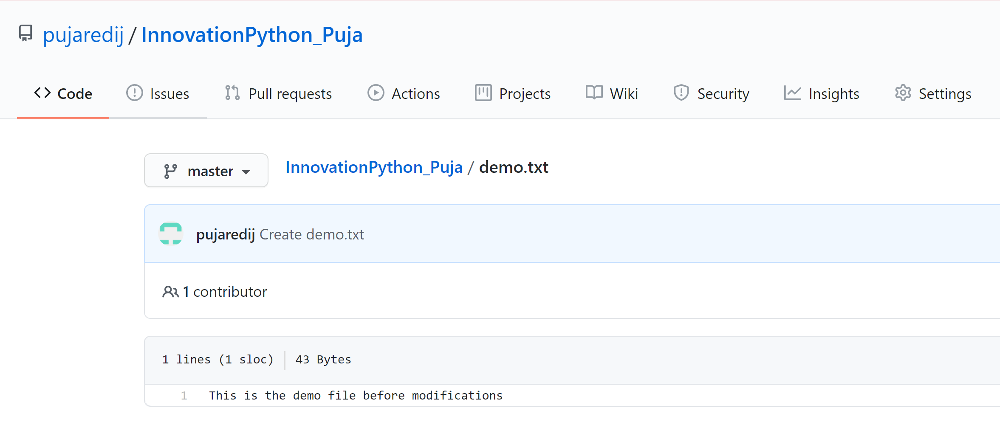 pujaredij / InnovationPython_Puja
Code Issues Pull requests Actions Projects Wiki Security Insights Settings
master InnovationPython_Puja / demo.txt
pujaredij Create demo.txt
1 contributor
1 lines (1 sloc) 43 Bytes
1 This is the demo file before modifications